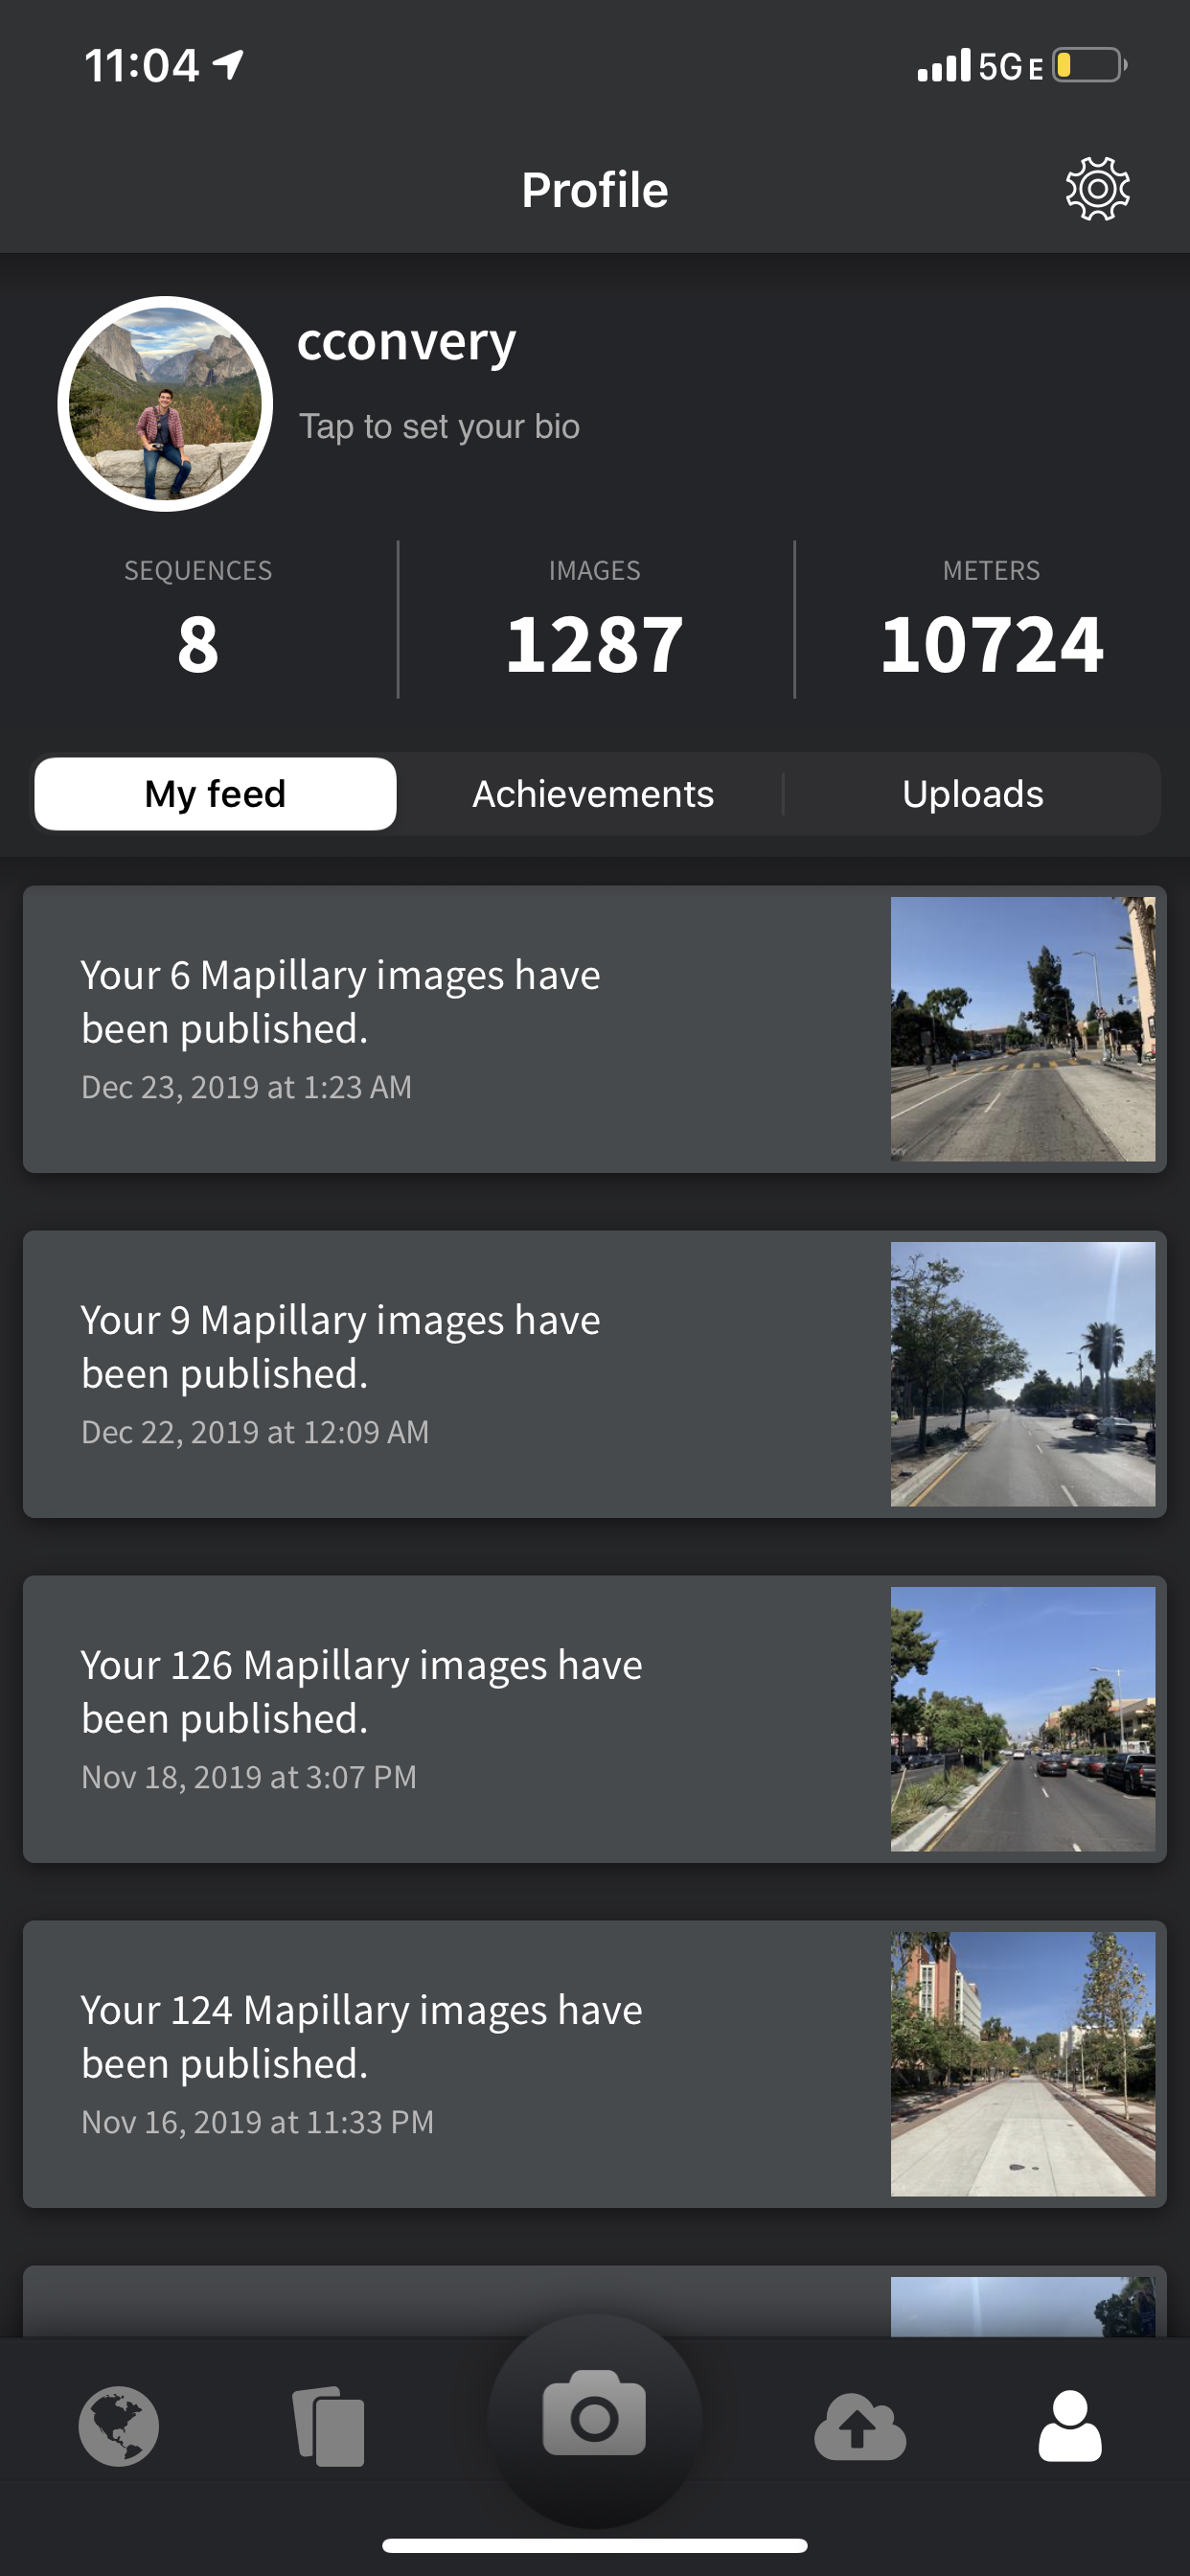 11:04
5G E
Profile
cconvery
Tap to set your bio
SEQUENCES
8
IMAGES
1287
METERS
10724
My feed
Achievements
Uploads
Your 6 Mapillary images have
been published.
Dec 23, 2019 at 1:23 AM
Your 9 Mapillary images have
been published.
Dec 22, 2019 at 12:09 AM
Your 126 Mapillary images have
been published.
Nov 18, 2019 at 3:07 PM
Your 124 Mapillary images have
been published.
Nov 16, 2019 at 11:33 PM